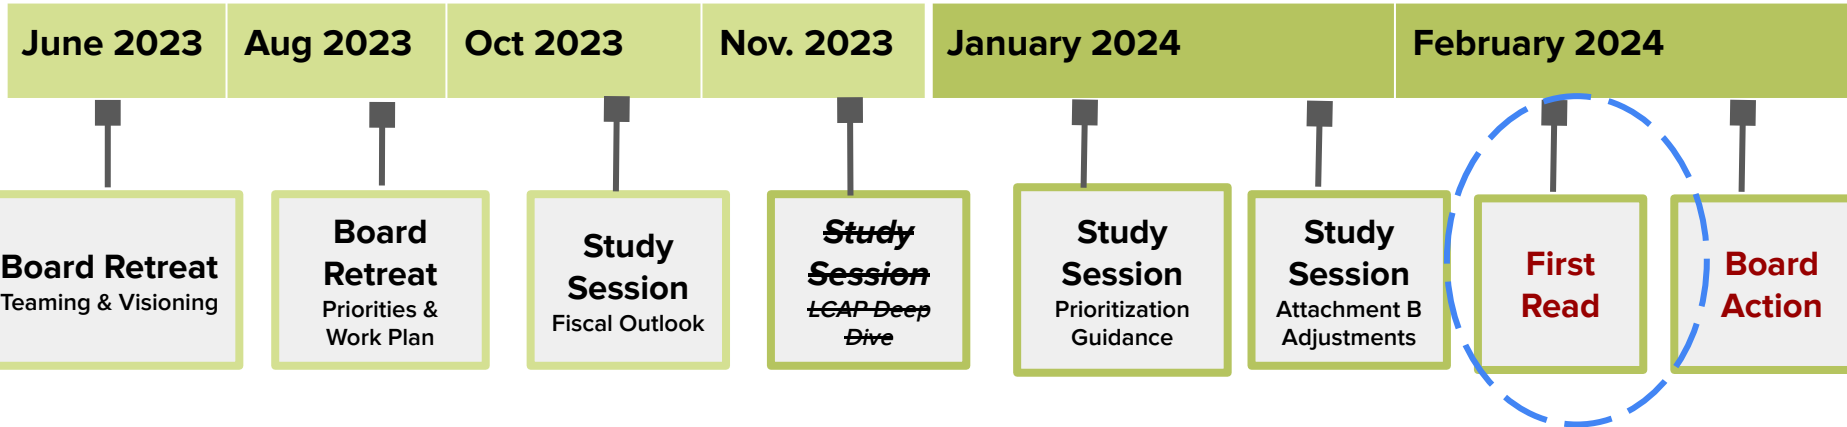 June 2023
Aug 2023
Oct 2023
Nov. 2023
January 2024
February 2024
Board Retreat
Teaming & Visioning
Board
Retreat
Priorities &
Work Plan
Study
Session
Fiscal Outlook
Study
Session
LCAP Deep
Dive
Study
Session
Prioritization
Guidance
Study
Session
Attachment B
Adjustments
First
Read
Board
Action